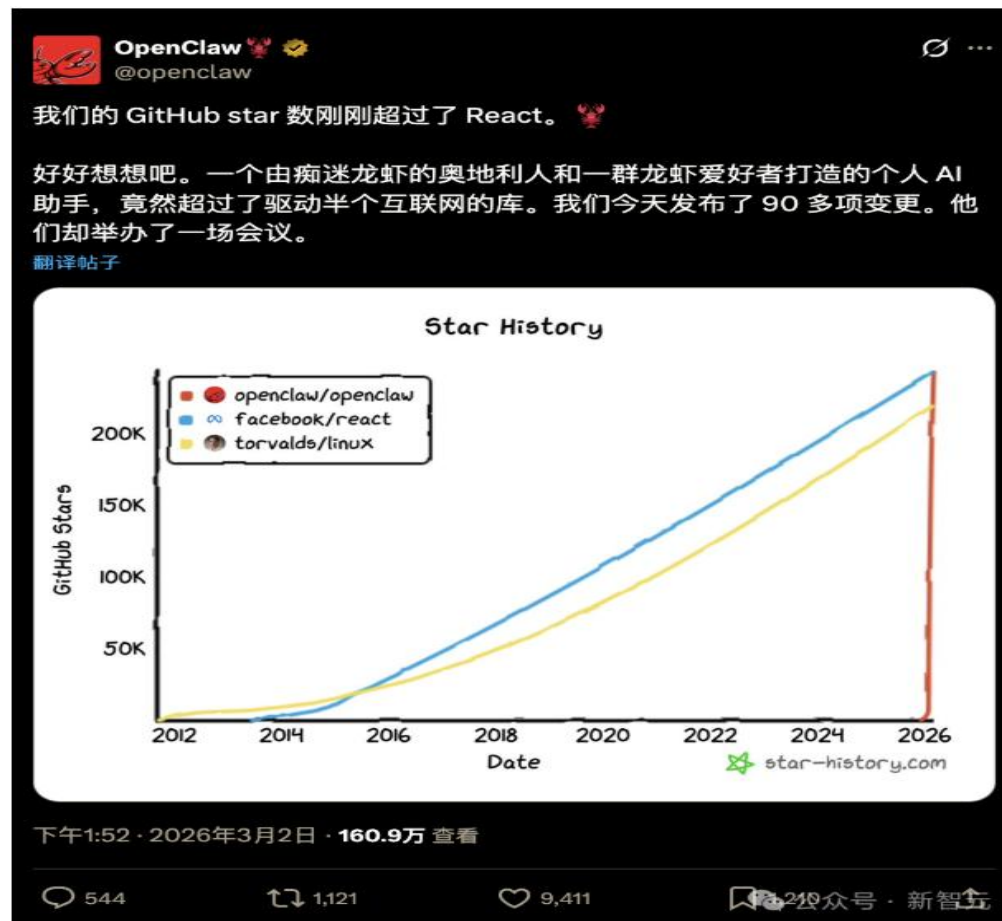 OpenClaw🦞
@openclaw
我们的 GitHub star 数刚刚超过了 React。🦞
好好想想吧。一个由痴迷龙虾的奥地利人和一群龙虾爱好者打造的个人 AI
助手，竟然超过了驱动半个互联网的库。我们今天发布了 90 多项变更。他
们却举办了一场会议。
翻译帖子
Star History
openclaw/openclaw
facebook/react
torvalds/linux
GitHub Stars
200K
150K
100K
50K
2012 2014 2016 2018 2020 2022 2024 2026
Date
star-history.com
下午1:52 · 2026年3月2日 · 160.9万 查看
544 1,121 9,411
公众号 · 新智元